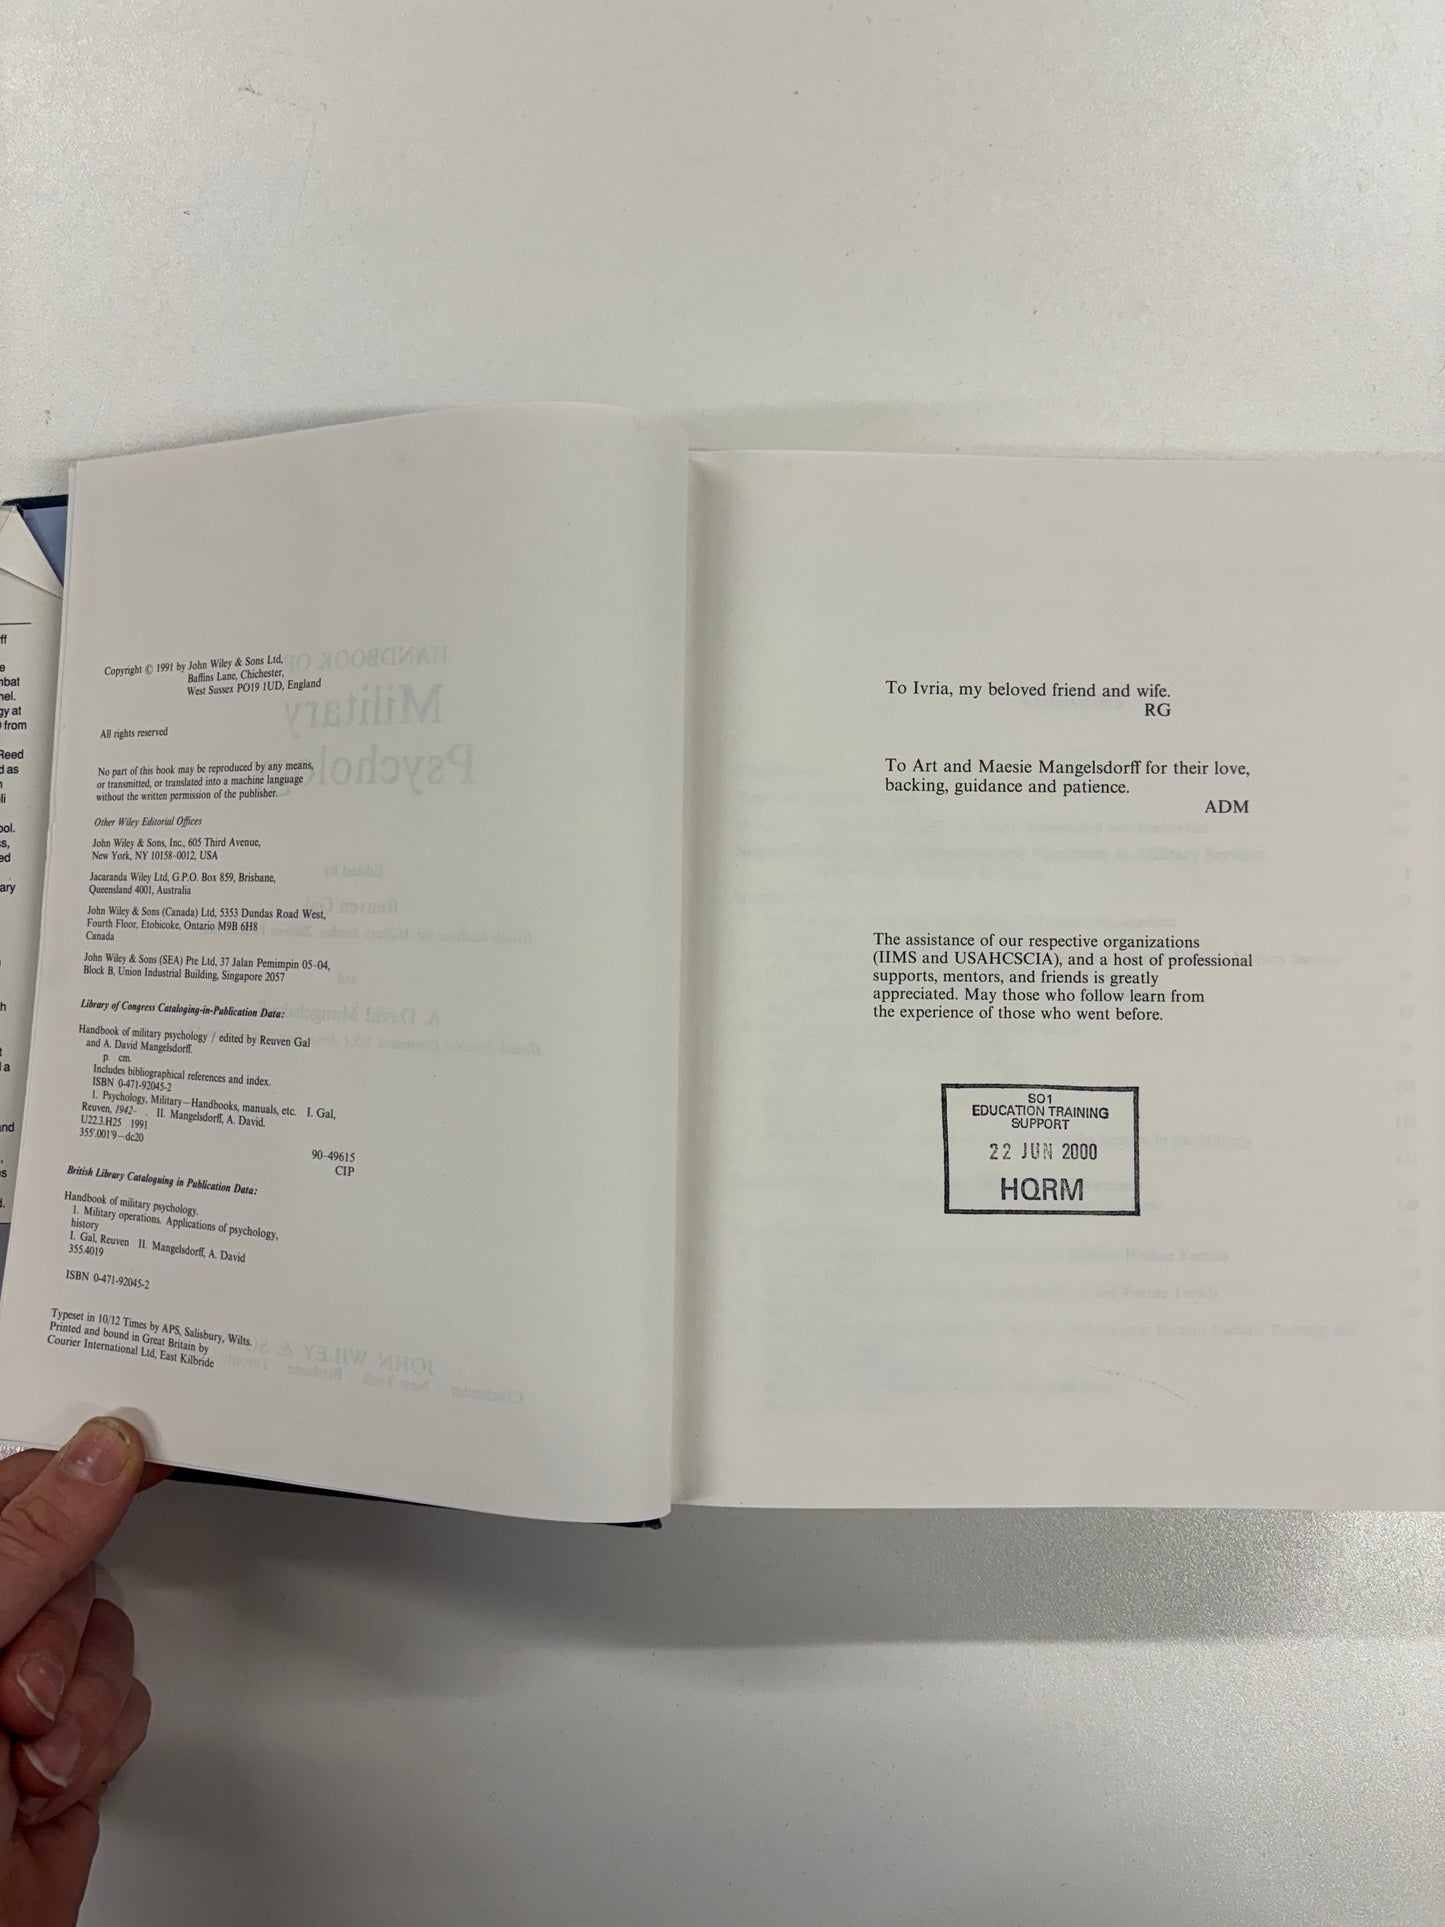 Copyright © 1991 by John Wiley & Sons Ltd,
Baffins Lane, Chichester,
West Sussex PO19 1UD, England
All rights reserved
No part of this book may be reproduced by any means,
or transmitted, or translated into a machine language
without the written permission of the publisher.
Other Wiley Editorial Offices
John Wiley & Sons, Inc., 605 Third Avenue,
New York, NY 10158-0012, USA
Jacaranda Wiley Ltd, G.P.O. Box 859, Brisbane,
Queensland 4001, Australia
John Wiley & Sons (Canada) Ltd, 5353 Dundas Road West,
Fourth Floor, Etobicoke, Ontario M9B 6H8
Canada
John Wiley & Sons (SEA) Pte Ltd, 37 Jalan Pemimpin 05-04,
Block B, Union Industrial Building, Singapore 2057
Library of Congress Cataloging-in-Publication Data:
Handbook of military psychology / edited by Reuven Gal
and A. David Mangelsdorff.
p. cm.
Includes bibliographical references and index.
ISBN 0-471-92045-2
1. Psychology, Military—Handbooks, manuals, etc. I. Gal,
Reuven, 1942- . II. Mangelsdorff, A. David.
U22.3.H25 1991
355'.001'9—dc20
90-49615
CIP
British Library Cataloguing in Publication Data:
Handbook of military psychology.
1. Military operations. Applications of psychology,
history
I. Gal, Reuven II. Mangelsdorff, A. David
355.4019
ISBN 0-471-92045-2
Typeset in 10/12 Times by APS, Salisbury, Wilts.
Printed and bound in Great Britain by
Courier International Ltd, East Kilbride
To Ivria, my beloved friend and wife.
RG
To Art and Maesie Mangelsdorff for their love,
backing, guidance and patience.
ADM
The assistance of our respective organizations
(IIMS and USAHCSCIA), and a host of professional
supports, mentors, and friends is greatly
appreciated. May those who follow learn from
the experience of those who went before.
SO1
EDUCATION TRAINING
SUPPORT
22 JUN 2000
HQRM